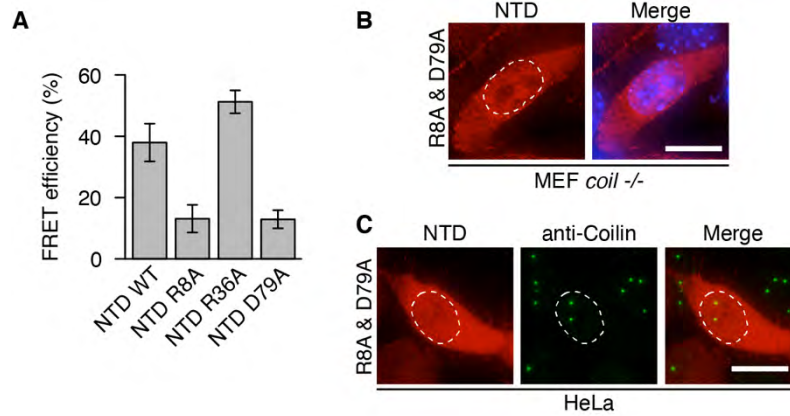 A
FRET efficiency (%)
60
40
20
0
NTD WT
NTD R8A
NTD R36A
NTD D79A
B
NTD
Merge
R8A & D79A
MEF coil -/-
C
NTD
anti-Coilin
Merge
R8A & D79A
HeLa